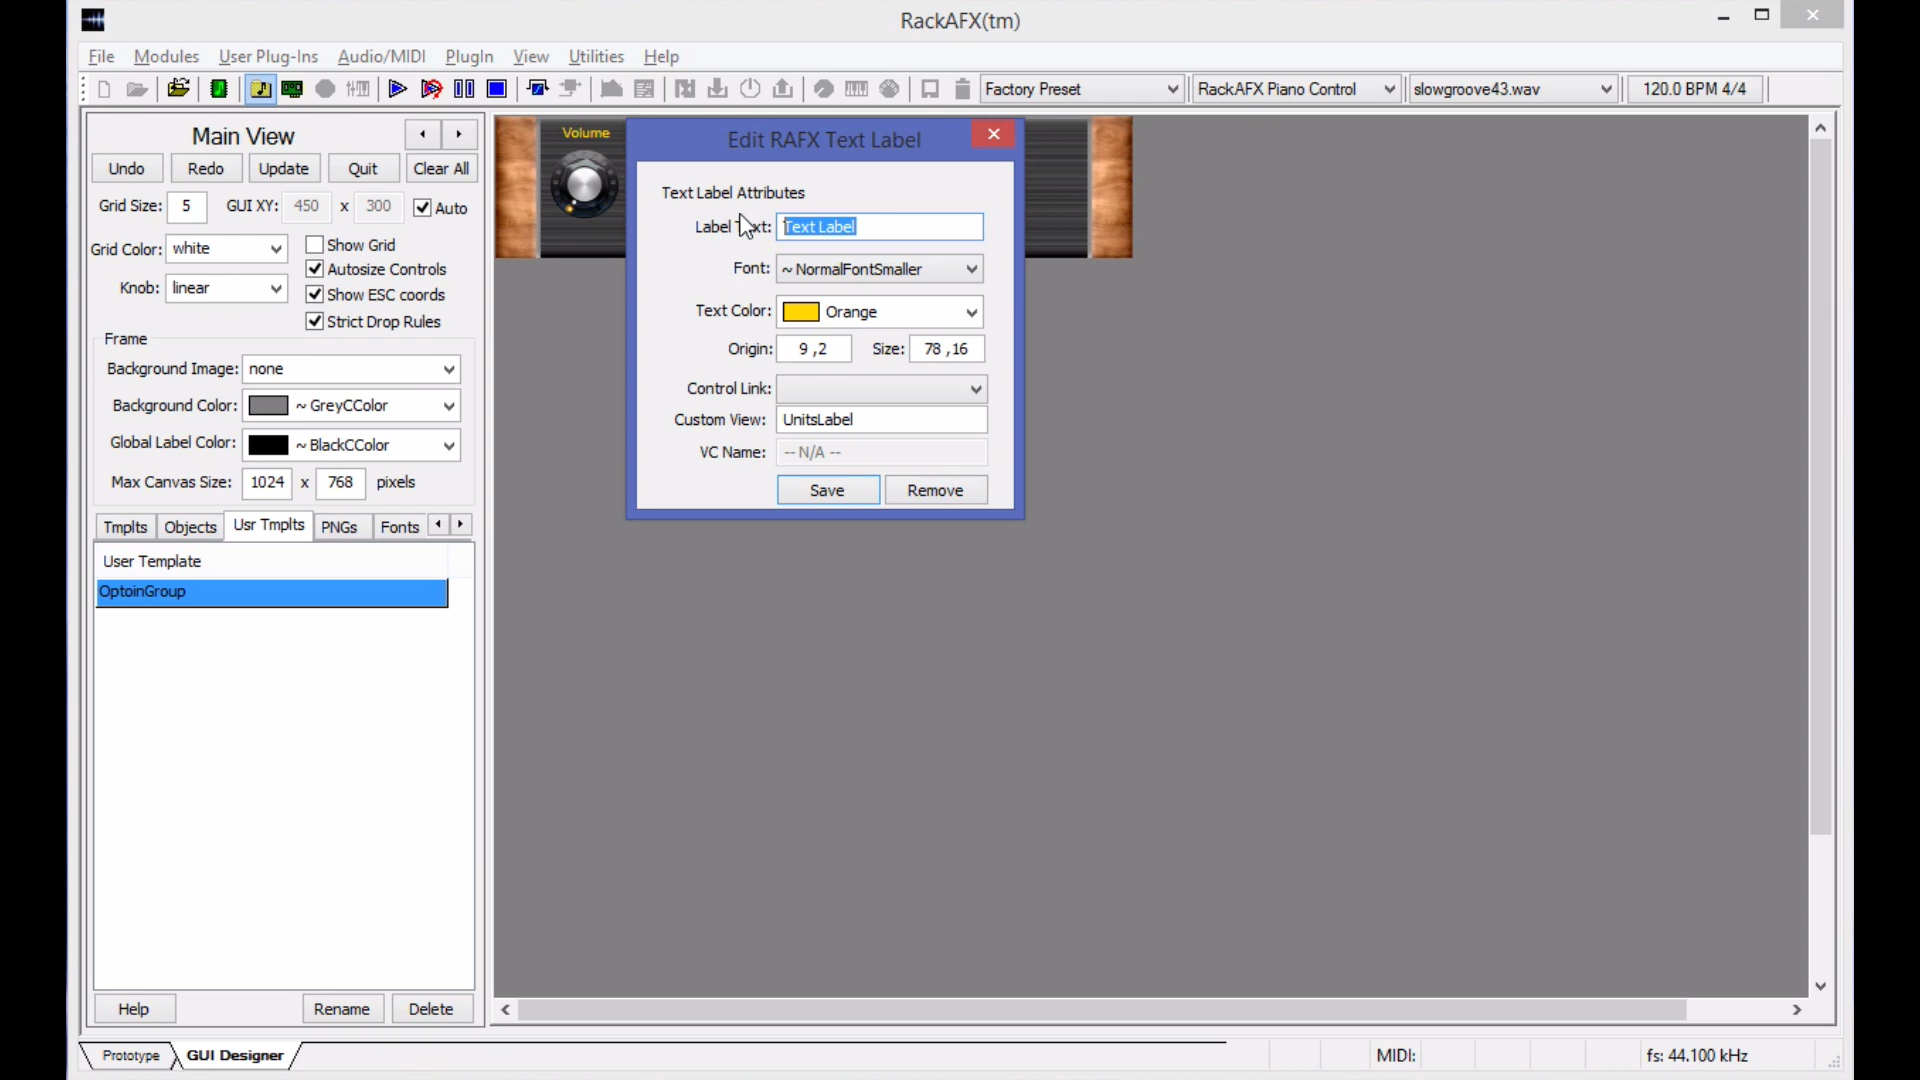 RackAFX(tm)
File Modules User Plug-Ins Audio/MIDI PlugIn View Utilities Help
Factory Preset RackAFX Piano Control slowgroove43.wav 120.0 BPM 4/4
Main View
Undo Redo Update Quit Clear All
Grid Size: 5 GUI XY: 450 x 300 Auto
Grid Color: white Show Grid
Autosize Controls
Knob: linear Show ESC coords
Strict Drop Rules
Frame
Background Image: none
Background Color: ~ GreyCColor
Global Label Color: ~ BlackCColor
Max Canvas Size: 1024 x 768 pixels
Tmplts Objects Usr Tmplts PNGs Fonts
User Template
OptoinGroup
Help Rename Delete
Volume
Edit RAFX Text Label
Text Label Attributes
Label Text: Text Label
Font: ~ NormalFontSmaller
Text Color: Orange
Origin: 9 ,2 Size: 78 ,16
Control Link:
Custom View: UnitsLabel
VC Name: -- N/A --
Save Remove
Prototype GUI Designer MIDI: fs: 44.100 kHz